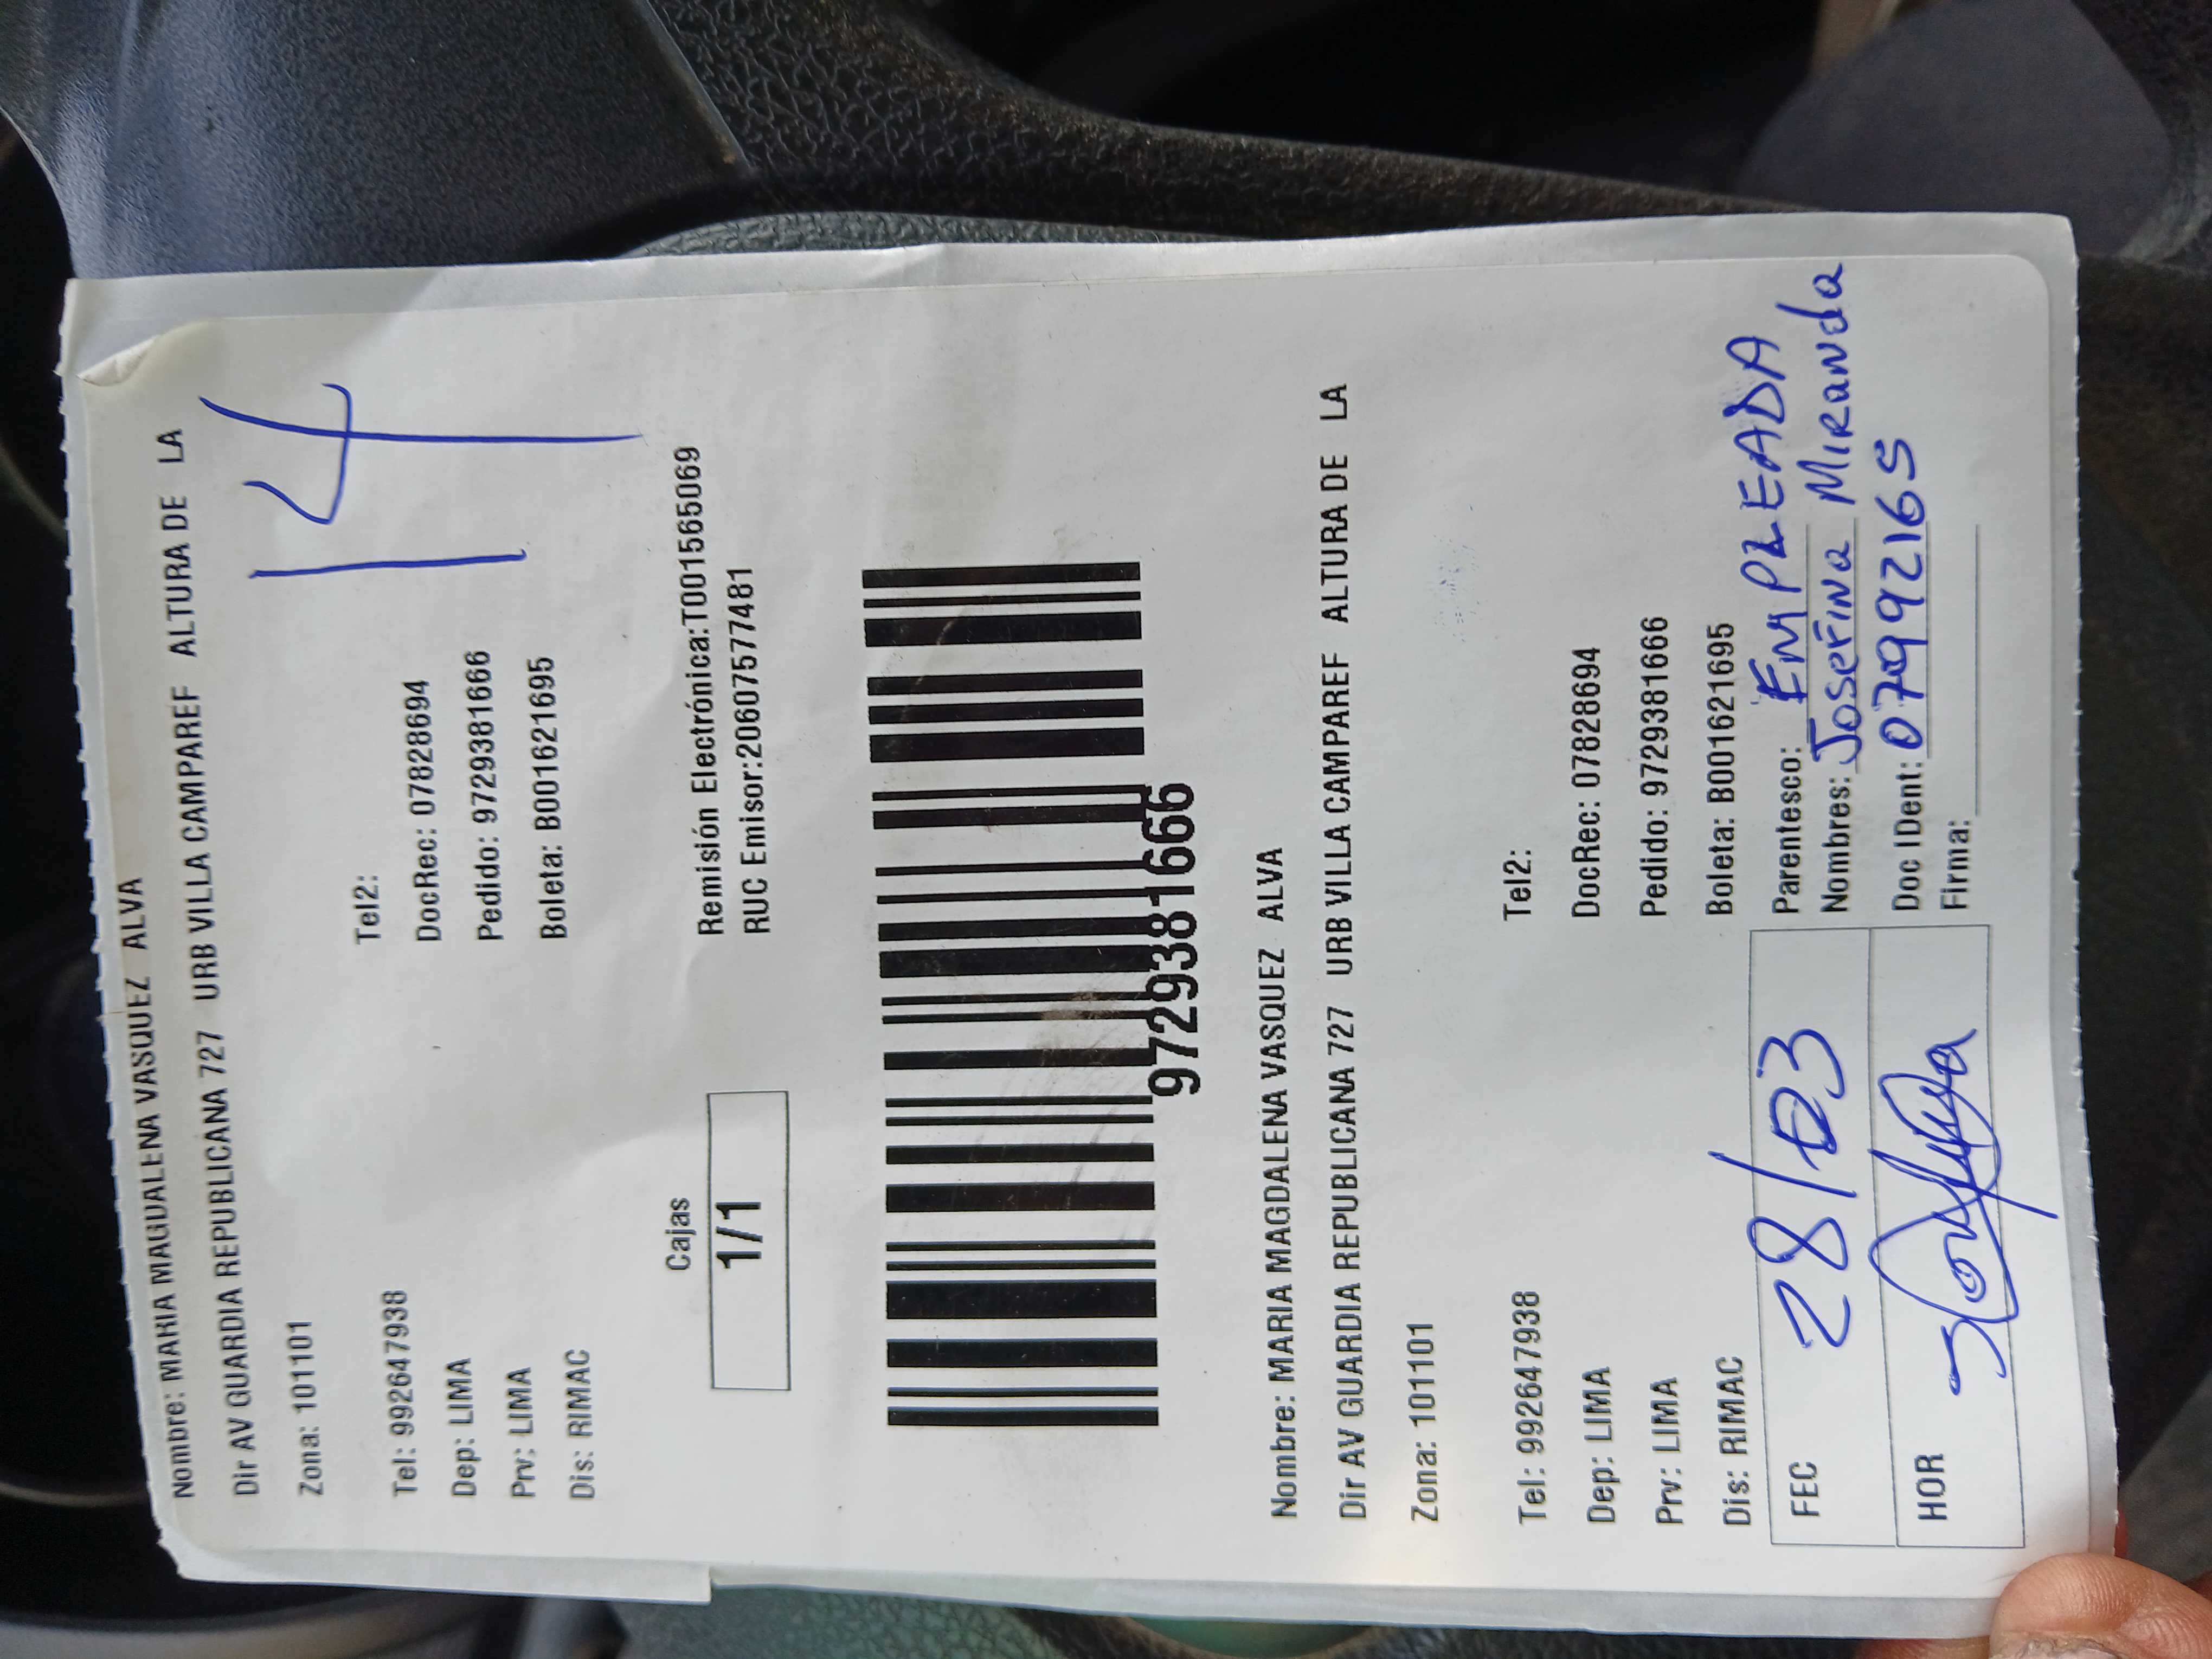 Nombre: MARIA MAGDALENA VASQUEZ ALVA
Dir AV GUARDIA REPUBLICANA 727 URB VILLA CAMPAREF ALTURA DE LA
Zona: 101101
14
Tel: 992647938 Tel2:
Dep: LIMA DocRec: 07828694
Prv: LIMA Pedido: 9729381666
Dis: RIMAC Boleta: B001621695
Cajas
1/1
Remisión Electrónica:T001565069
RUC Emisor:20607577481
9729381666
Nombre: MARIA MAGDALENA VASQUEZ ALVA
Dir AV GUARDIA REPUBLICANA 727 URB VILLA CAMPAREF ALTURA DE LA
Zona: 101101
Tel: 992647938 Tel2:
Dep: LIMA DocRec: 07828694
Prv: LIMA Pedido: 9729381666
Dis: RIMAC Boleta: B001621695
FEC 28/03
HOR
Parentesco: EMPLEADA
Nombres: Josefina Miranda
Doc IDent: 07992165
Firma: